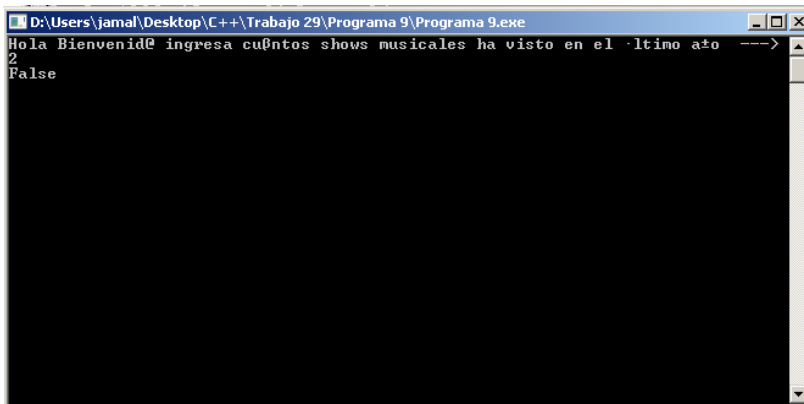 D:\Users\jamal\Desktop\C++\Trabajo 29\Programa 9\Programa 9.exe
Hola Bienvenid@ ingresa cußntos shows musicales ha visto en el ·ltimo a±o --->
2
False